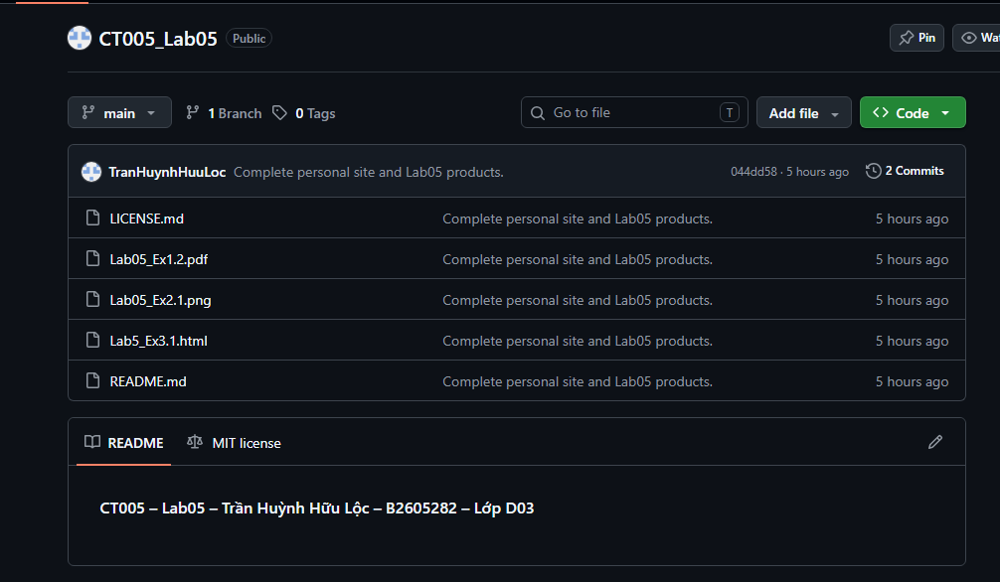 CT005_Lab05 Public Pin
main 1 Branch 0 Tags Go to file T Add file Code
TranHuynhHuuLoc Complete personal site and Lab05 products. 044dd58 · 5 hours ago 2 Commits
LICENSE.md Complete personal site and Lab05 products. 5 hours ago
Lab05_Ex1.2.pdf Complete personal site and Lab05 products. 5 hours ago
Lab05_Ex2.1.png Complete personal site and Lab05 products. 5 hours ago
Lab5_Ex3.1.html Complete personal site and Lab05 products. 5 hours ago
README.md Complete personal site and Lab05 products. 5 hours ago
README MIT license
CT005 – Lab05 – Trần Huỳnh Hữu Lộc – B2605282 – Lớp D03